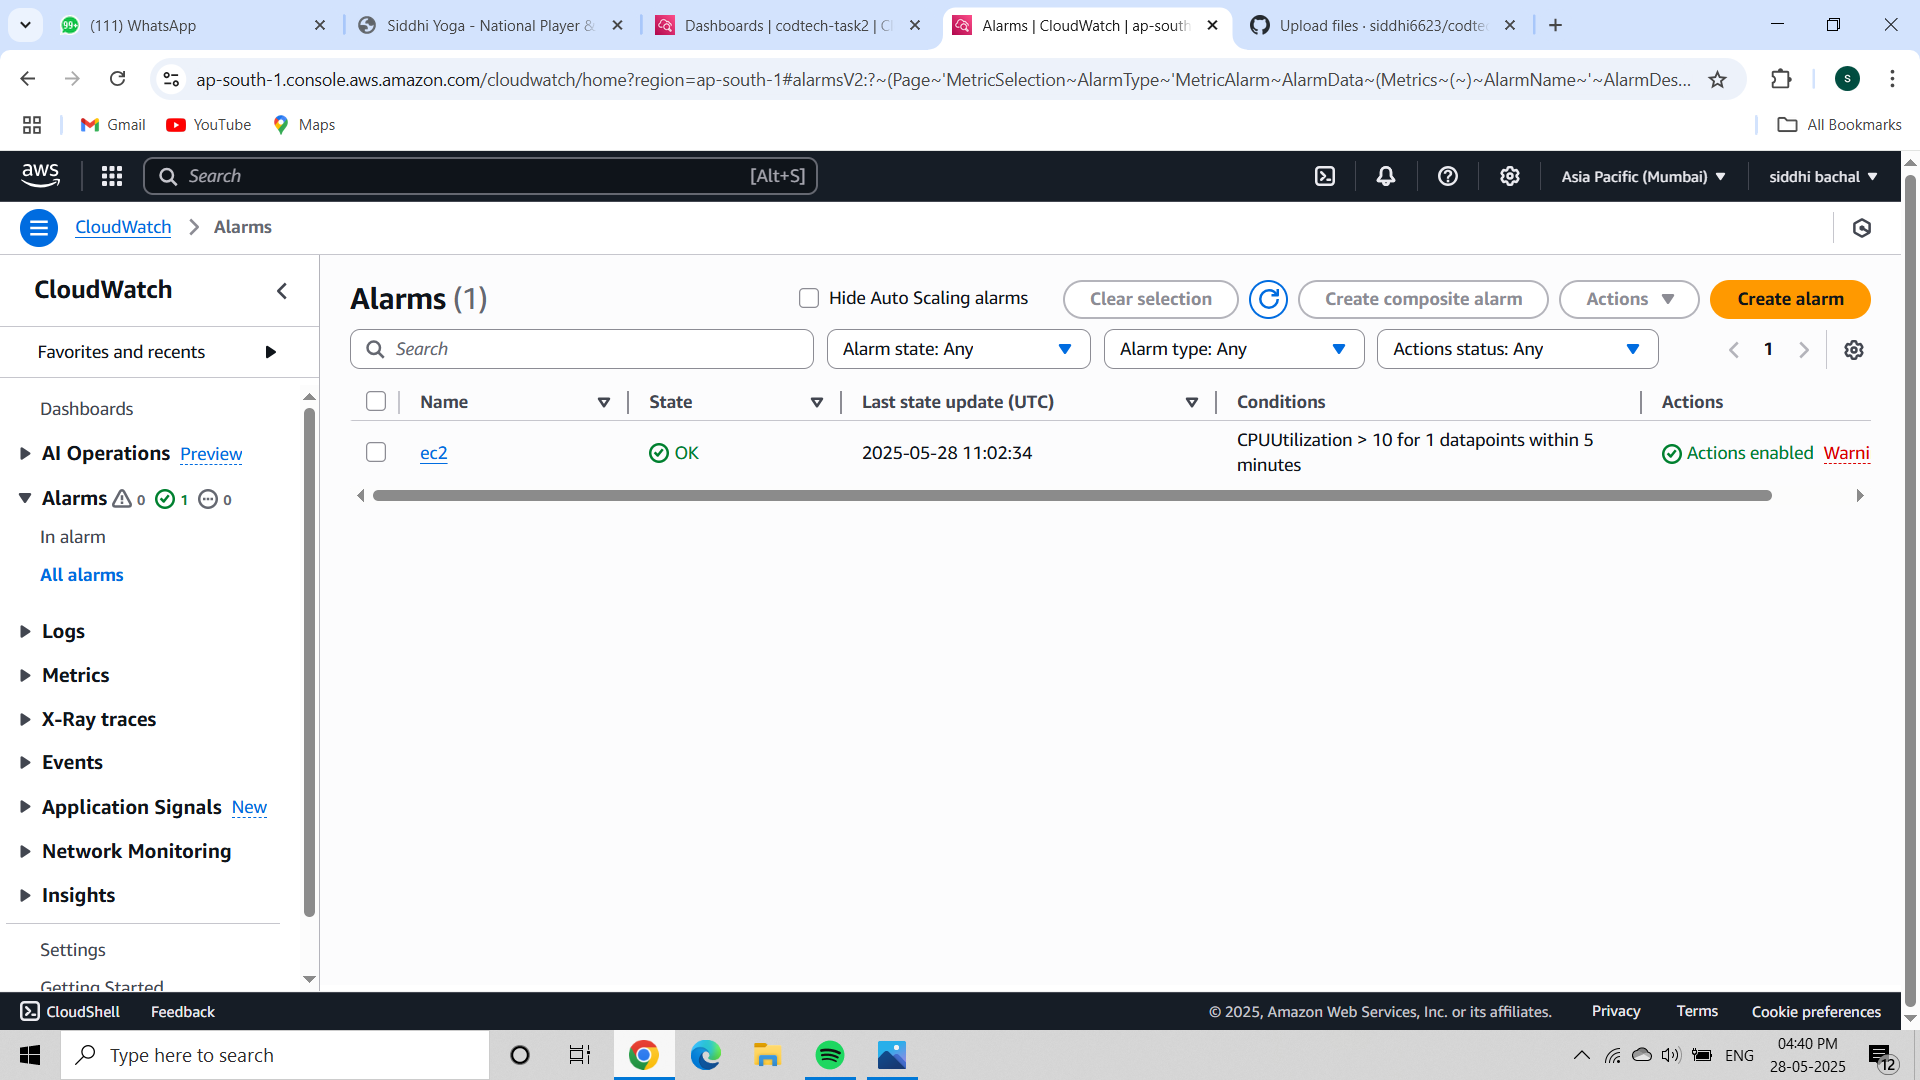 (111) WhatsApp
Siddhi Yoga - National Player &
Dashboards | codtech-task2 | Cl
Alarms | CloudWatch | ap-south
Upload files · siddhi6623/codte
ap-south-1.console.aws.amazon.com/cloudwatch/home?region=ap-south-1#alarmsV2:?~(Page~'MetricSelection~AlarmType~'MetricAlarm~AlarmData~(Metrics~(~)~AlarmName~'~AlarmDes...
S
Gmail
YouTube
Maps
All Bookmarks
aws
Search
[Alt+S]
Asia Pacific (Mumbai)
siddhi bachal
CloudWatch
Alarms
CloudWatch
Favorites and recents
Dashboards
AI Operations Preview
Alarms 0 1 0
In alarm
All alarms
Logs
Metrics
X-Ray traces
Events
Application Signals New
Network Monitoring
Insights
Settings
Getting Started
Alarms (1)
Hide Auto Scaling alarms
Clear selection
Create composite alarm
Actions
Create alarm
Search
Alarm state: Any
Alarm type: Any
Actions status: Any
1
Name
State
Last state update (UTC)
Conditions
Actions
ec2
OK
2025-05-28 11:02:34
CPUUtilization > 10 for 1 datapoints within 5
minutes
Actions enabled Warni
CloudShell
Feedback
© 2025, Amazon Web Services, Inc. or its affiliates.
Privacy
Terms
Cookie preferences
Type here to search
ENG
04:40 PM
28-05-2025
12